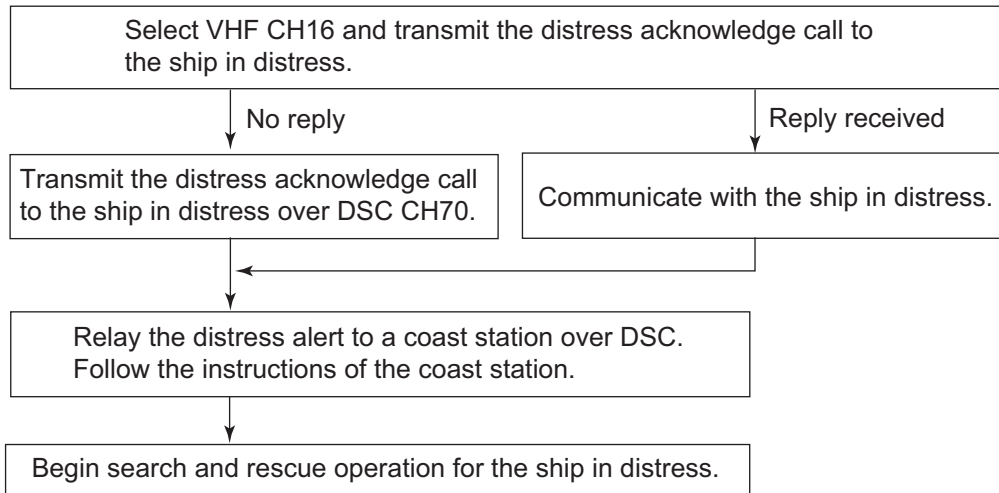 Select VHF CH16 and transmit the distress acknowledge call to
the ship in distress.
No reply
Reply received
Transmit the distress acknowledge call
to the ship in distress over DSC CH70.
Communicate with the ship in distress.
Relay the distress alert to a coast station over DSC.
Follow the instructions of the coast station.
Begin search and rescue operation for the ship in distress.